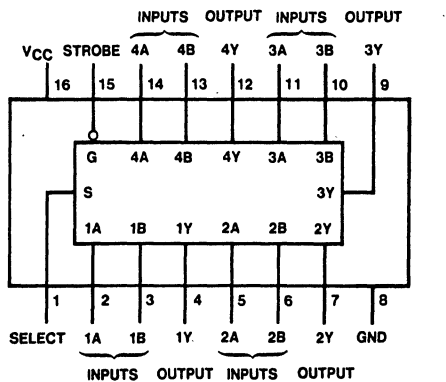 INPUTS OUTPUT INPUTS OUTPUT
VCC STROBE 4A 4B 4Y 3A 3B 3Y
16 15 14 13 12 11 10 9
G 4A 4B 4Y 3A 3B
S 3Y
1A 1B 1Y 2A 2B 2Y
1 2 3 4 5 6 7 8
SELECT 1A 1B 1Y 2A 2B 2Y GND
INPUTS OUTPUT INPUTS OUTPUT